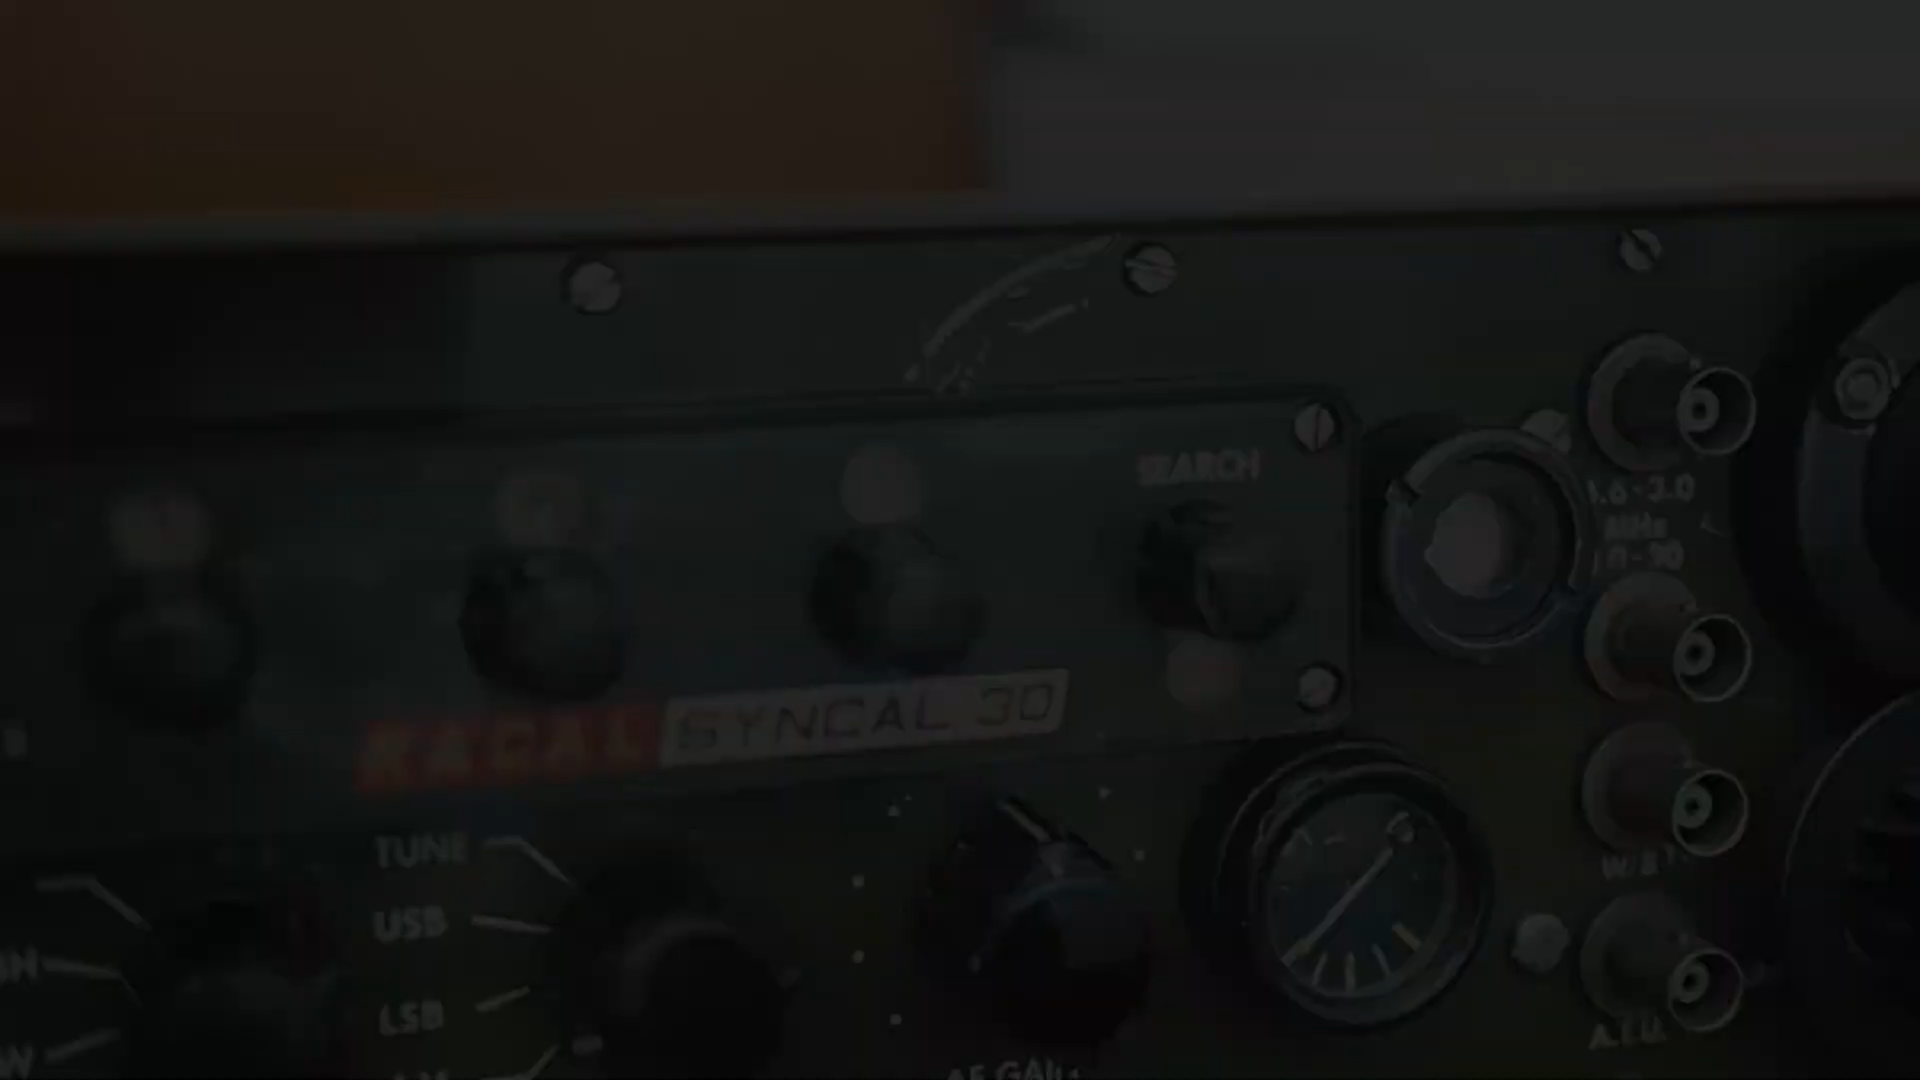 SEARCH
1.6-3.0
MHz
RACAL SYNCAL 30
TUNE
USB
LSB
A.T.U.
AF GAIN